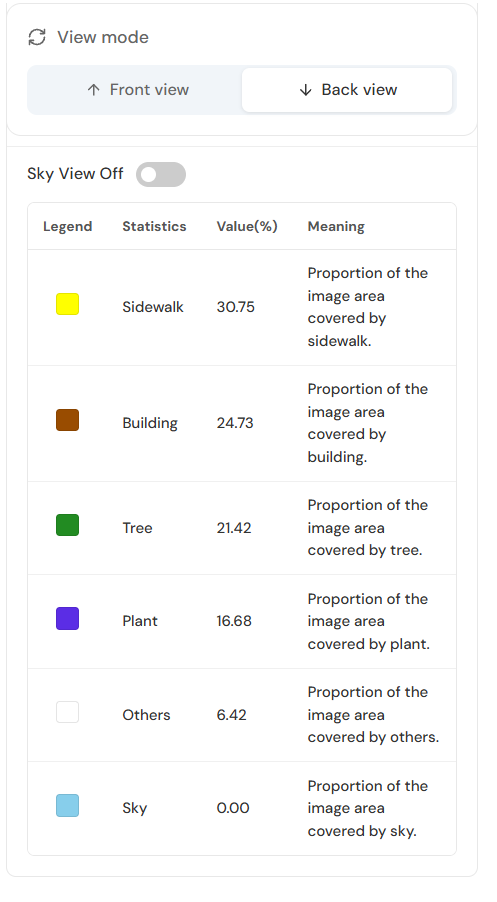 View mode
Front view
Back view
Sky View Off
Legend Statistics Value(%) Meaning
Sidewalk 30.75 Proportion of the
image area
covered by
sidewalk.
Building 24.73 Proportion of the
image area
covered by
building.
Tree 21.42 Proportion of the
image area
covered by tree.
Plant 16.68 Proportion of the
image area
covered by plant.
Others 6.42 Proportion of the
image area
covered by others.
Sky 0.00 Proportion of the
image area
covered by sky.